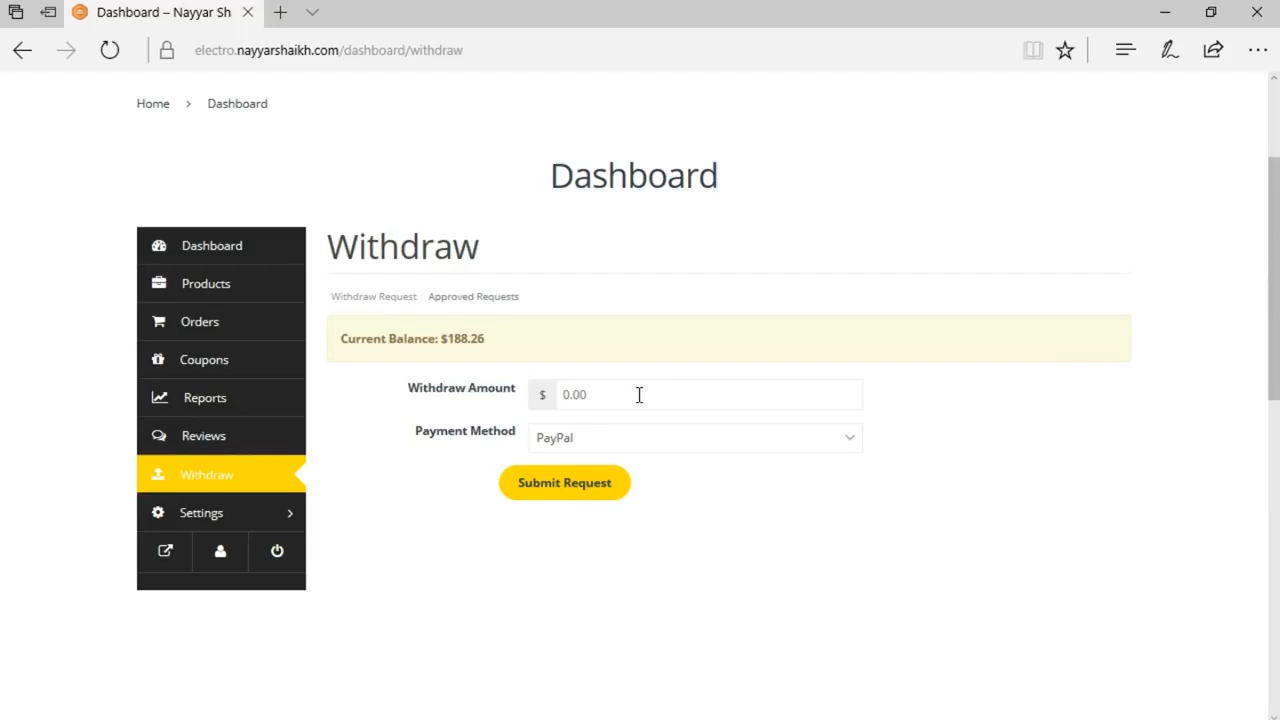 Dashboard – Nayyar Sh
electro.nayyarshaikh.com/dashboard/withdraw
Home > Dashboard
Dashboard
Dashboard
Products
Orders
Coupons
Reports
Reviews
Withdraw
Settings
Withdraw
Withdraw Request Approved Requests
Current Balance: $188.26
Withdraw Amount $ 0.00
Payment Method PayPal
Submit Request